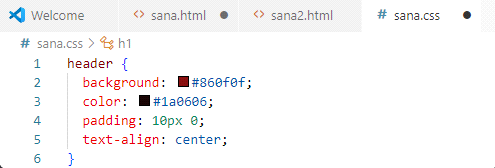 Welcome sana.html sana2.html sana.css
sana.css > h1
1 header {
2 background: #860f0f;
3 color: #1a0606;
4 padding: 10px 0;
5 text-align: center;
6 }